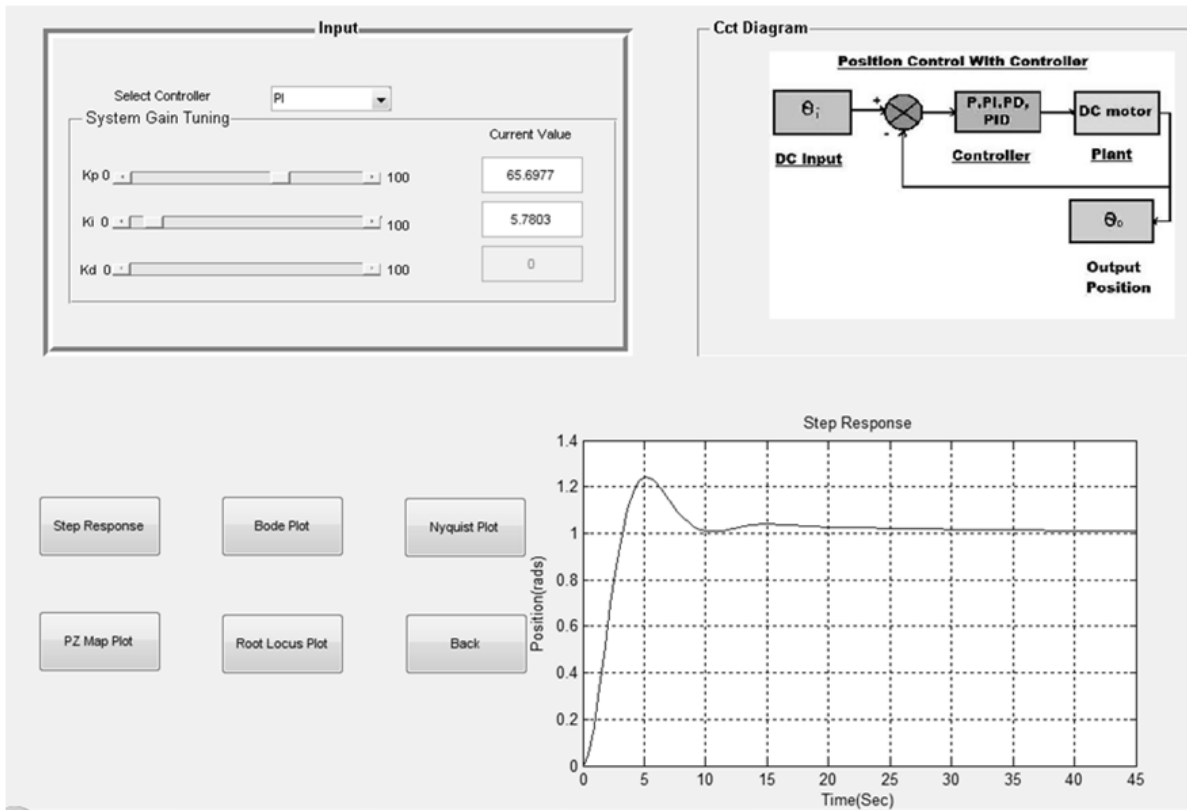 Input
Select Controller
PI
System Gain Tuning
Current Value
Kp 0
100
65.6977
Ki 0
100
5.7803
Kd 0
100
0
Cct Diagram
Position Control With Controller
Θi
+
-
P,PI,PD,
PID
DC motor
DC Input
Controller
Plant
Θo
Output
Position
Step Response
Bode Plot
Nyquist Plot
PZ Map Plot
Root Locus Plot
Back
Step Response
Position(rads)
1.4
1.2
1
0.8
0.6
0.4
0.2
0
0 5 10 15 20 25 30 35 40 45
Time(Sec)